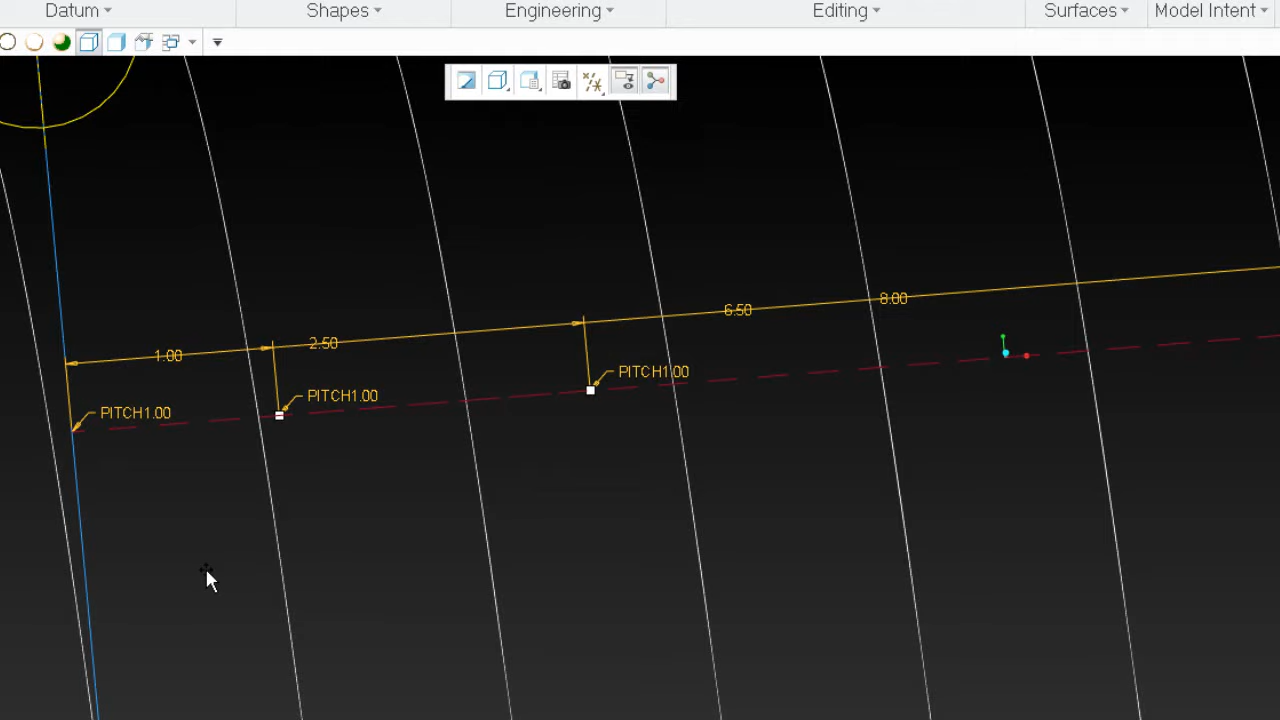 Datum Shapes Engineering Editing Surfaces Model Intent
8.00
6.50
2.50
1.00
PITCH1.00
PITCH1.00
PITCH1.00